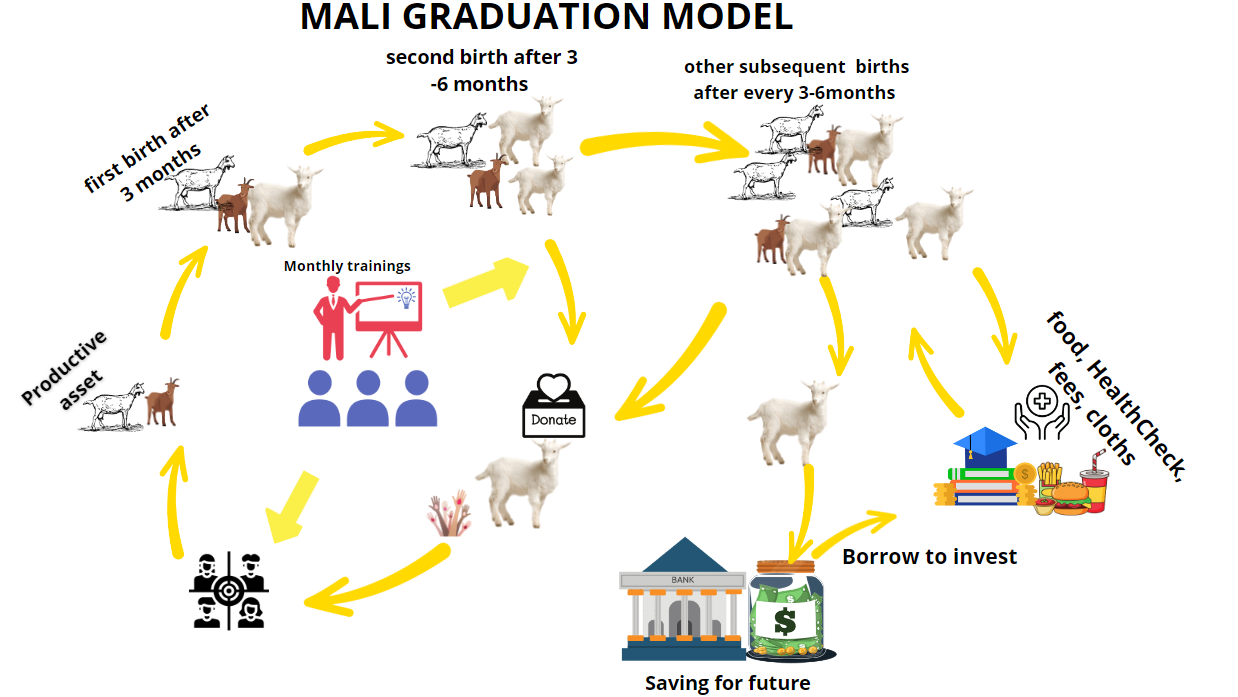 MALI GRADUATION MODEL
second birth after 3
-6 months
other subsequent births
after every 3-6months
first birth after
3 months
Monthly trainings
Productive
asset
food, HealthCheck,
fees, cloths
Donate
$
BANK
$
Borrow to invest
Saving for future